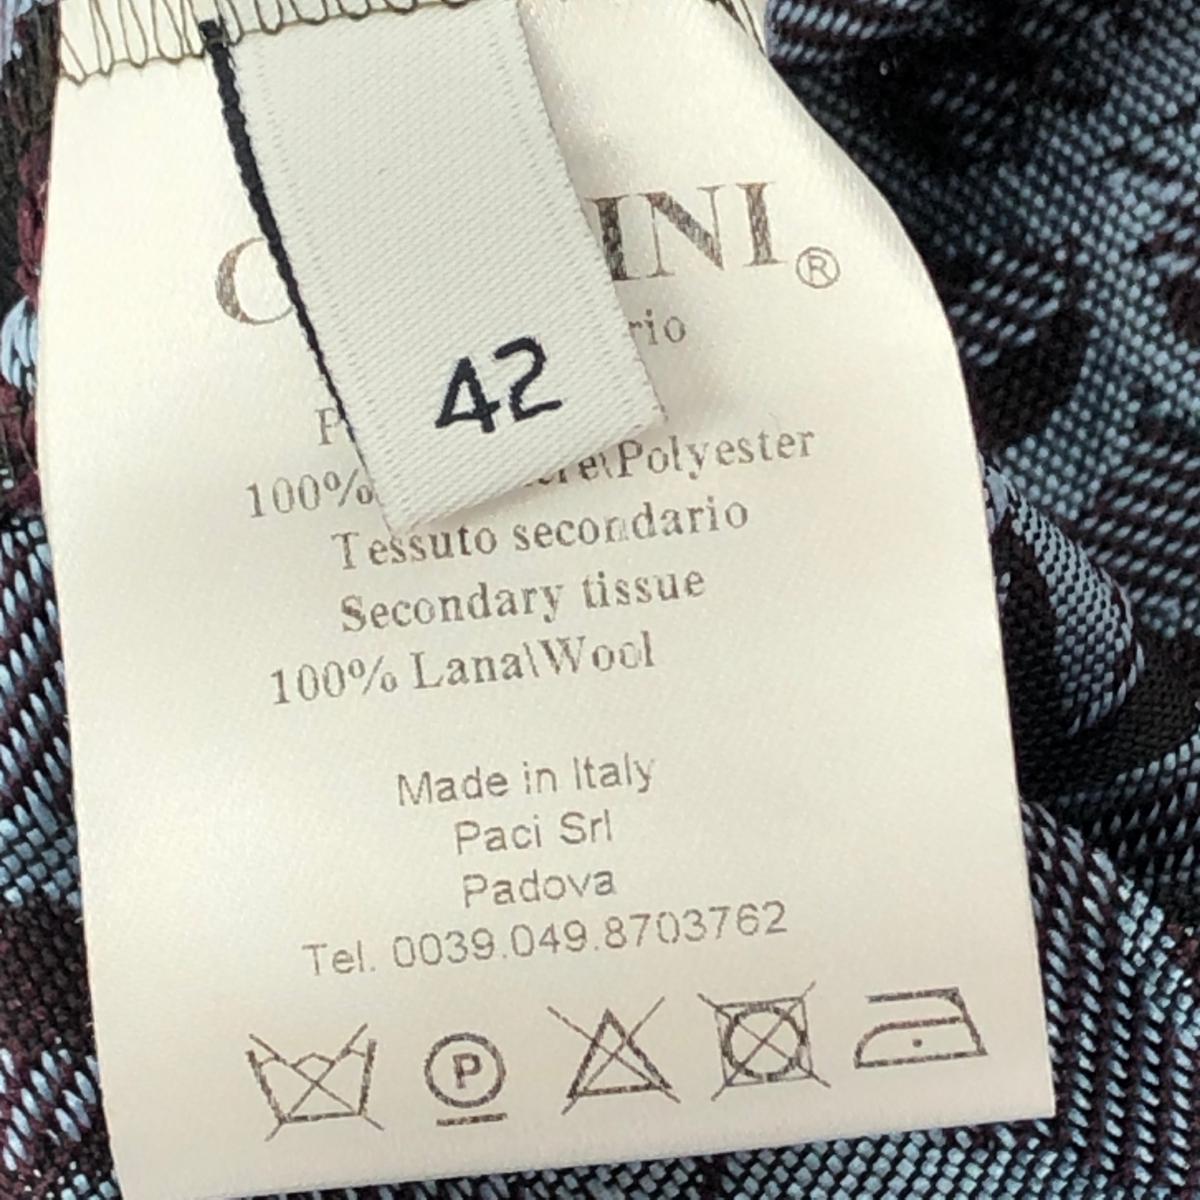 42
®
100%
Polyester
Tessuto secondario
Secondary tissue
100% Lana\Wool
Made in Italy
Paci Srl
Padova
Tel. 0039.049.8703762
P